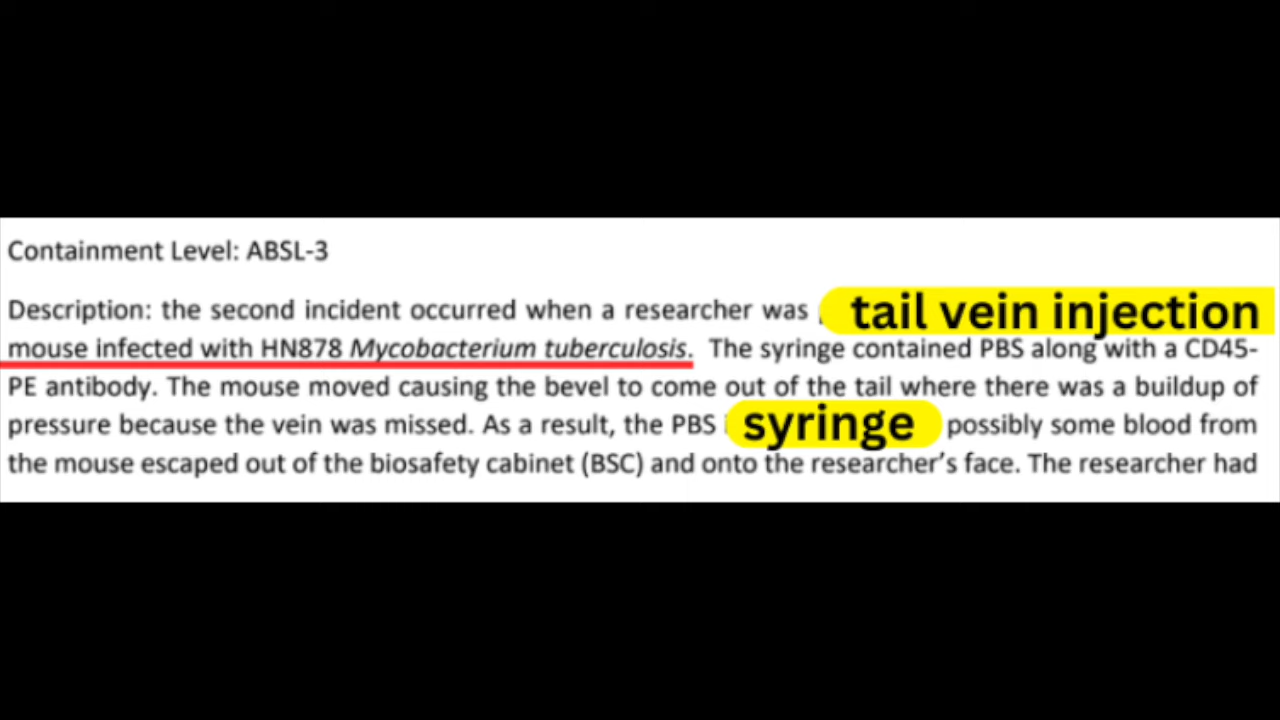 Containment Level: ABSL-3
Description: the second incident occurred when a researcher was tail vein injection
mouse infected with HN878 Mycobacterium tuberculosis. The syringe contained PBS along with a CD45-
PE antibody. The mouse moved causing the bevel to come out of the tail where there was a buildup of
pressure because the vein was missed. As a result, the PBS syringe possibly some blood from
the mouse escaped out of the biosafety cabinet (BSC) and onto the researcher’s face. The researcher had